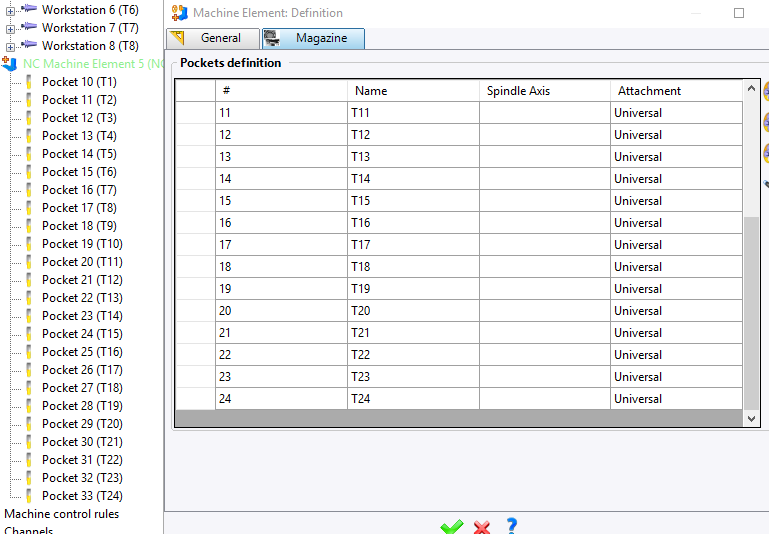 Workstation 6 (T6)
Workstation 7 (T7)
Workstation 8 (T8)
NC Machine Element 5 (NC
Pocket 10 (T1)
Pocket 11 (T2)
Pocket 12 (T3)
Pocket 13 (T4)
Pocket 14 (T5)
Pocket 15 (T6)
Pocket 16 (T7)
Pocket 17 (T8)
Pocket 18 (T9)
Pocket 19 (T10)
Pocket 20 (T11)
Pocket 21 (T12)
Pocket 22 (T13)
Pocket 23 (T14)
Pocket 24 (T15)
Pocket 25 (T16)
Pocket 26 (T17)
Pocket 27 (T18)
Pocket 28 (T19)
Pocket 29 (T20)
Pocket 30 (T21)
Pocket 31 (T22)
Pocket 32 (T23)
Pocket 33 (T24)
Machine control rules
Channels
Machine Element: Definition
General Magazine
Pockets definition
# Name Spindle Axis Attachment
11 T11 Universal
12 T12 Universal
13 T13 Universal
14 T14 Universal
15 T15 Universal
16 T16 Universal
17 T17 Universal
18 T18 Universal
19 T19 Universal
20 T20 Universal
21 T21 Universal
22 T22 Universal
23 T23 Universal
24 T24 Universal
?